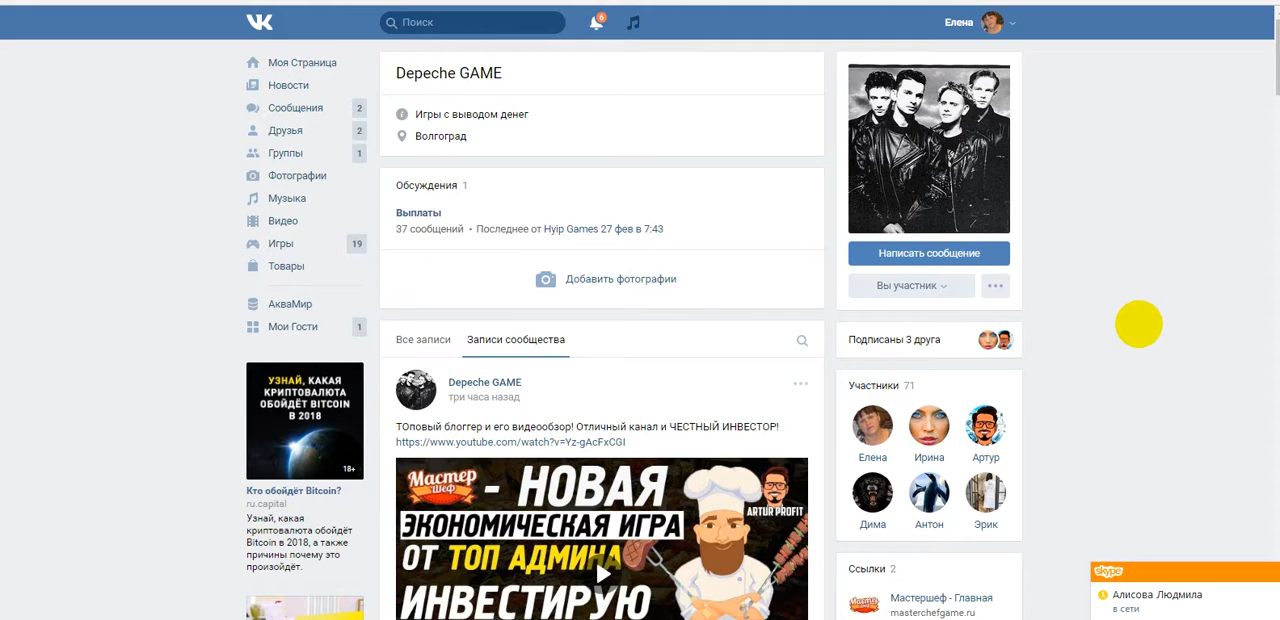 Поиск
6
Елена
Моя Страница
Новости
Сообщения 2
Друзья 2
Группы 1
Фотографии
Музыка
Видео
Игры 19
Товары
АкваМир
Мои Гости 1
УЗНАЙ, КАКАЯ
КРИПТОВАЛЮТА
ОБОЙДЁТ BITCOIN
В 2018
18+
Кто обойдёт Bitcoin?
ru.capital
Узнай, какая
криптовалюта обойдёт
Bitcoin в 2018, а также
причины почему это
произойдёт.
Depeche GAME
Игры с выводом денег
Волгоград
Обсуждения 1
Выплаты
37 сообщений • Последнее от Hyip Games 27 фев в 7:43
Добавить фотографии
Все записи Записи сообщества
Depeche GAME
три часа назад
ТОповый блоггер и его видеообзор! Отличный канал и ЧЕСТНЫЙ ИНВЕСТОР!
https://www.youtube.com/watch?v=Yz-gAcFxCGI
Мастер Шеф - НОВАЯ
ЭКОНОМИЧЕСКАЯ ИГРА
ОТ ТОП АДМИНА
ИНВЕСТИРУЮ
ARTUR PROFIT
Написать сообщение
Вы участник
Подписаны 3 друга
Участники 71
Елена Ирина Артур
Дима Антон Эрик
Ссылки 2
Мастершеф - Главная
masterchefgame.ru
skype
Алисова Людмила
в сети